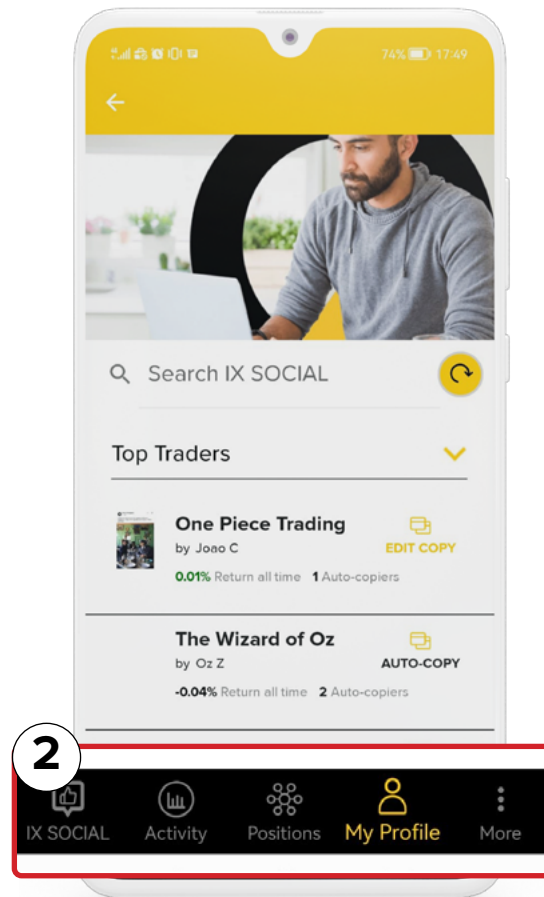 74% 17:49
Search IX SOCIAL
Top Traders
One Piece Trading
by Joao C
EDIT COPY
0.01% Return all time 1 Auto-copiers
The Wizard of Oz
by Oz Z
AUTO-COPY
-0.04% Return all time 2 Auto-copiers
2
IX SOCIAL Activity Positions My Profile More